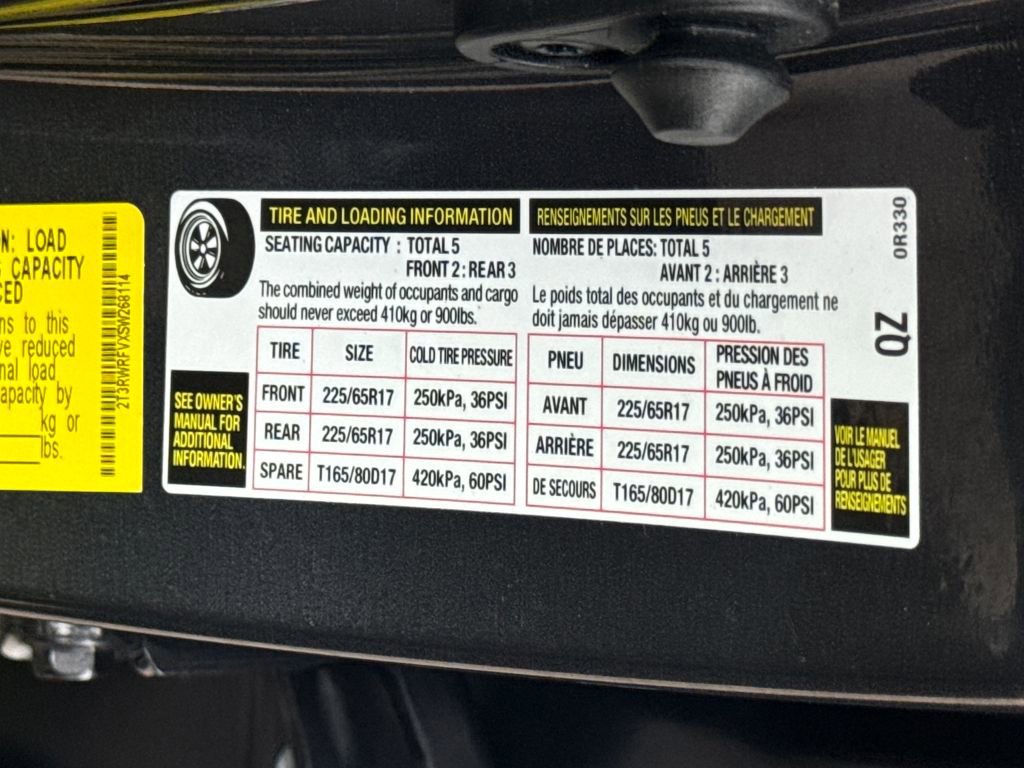 N: LOAD
CAPACITY
CED
ns to this
ve reduced
nal load
apacity by
kg or
lbs.
2T3RWRFVXSW268114
TIRE AND LOADING INFORMATION
SEATING CAPACITY : TOTAL 5
FRONT 2 : REAR 3
The combined weight of occupants and cargo
should never exceed 410kg or 900lbs.
TIRE SIZE COLD TIRE PRESSURE
FRONT 225/65R17 250kPa, 36PSI
REAR 225/65R17 250kPa, 36PSI
SPARE T165/80D17 420kPa, 60PSI
SEE OWNER'S
MANUAL FOR
ADDITIONAL
INFORMATION.
RENSEIGNEMENTS SUR LES PNEUS ET LE CHARGEMENT
NOMBRE DE PLACES: TOTAL 5
AVANT 2 : ARRIÈRE 3
Le poids total des occupants et du chargement ne
doit jamais dépasser 410kg ou 900lb.
PNEU DIMENSIONS PRESSION DES
PNEUS À FROID
AVANT 225/65R17 250kPa, 36PSI
ARRIÈRE 225/65R17 250kPa, 36PSI
DE SECOURS T165/80D17 420kPa, 60PSI
VOIR LE MANUEL
DE L'USAGER
POUR PLUS DE
RENSEIGNEMENTS
0R330
QZ